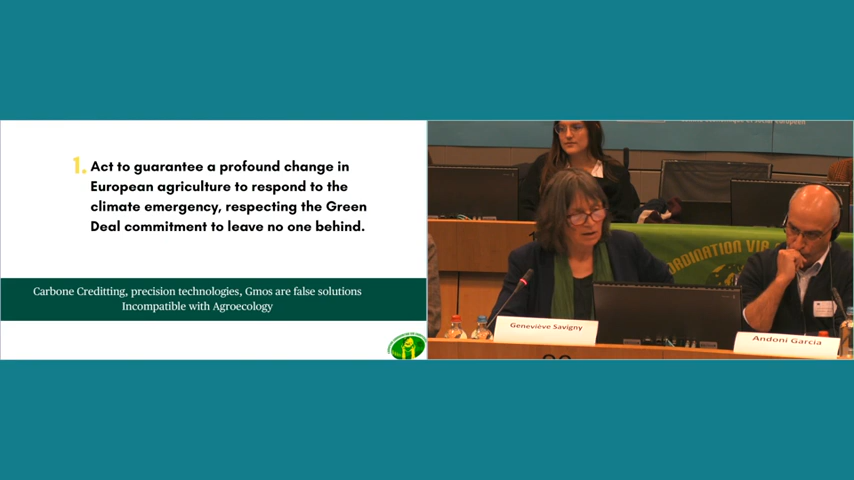 1. Act to guarantee a profound change in
European agriculture to respond to the
climate emergency, respecting the Green
Deal commitment to leave no one behind.
Carbone Creditting, precision technologies, Gmos are false solutions
Incompatible with Agroecology
ORDINATION VIA
Geneviève Savigny
Andoni Garcia